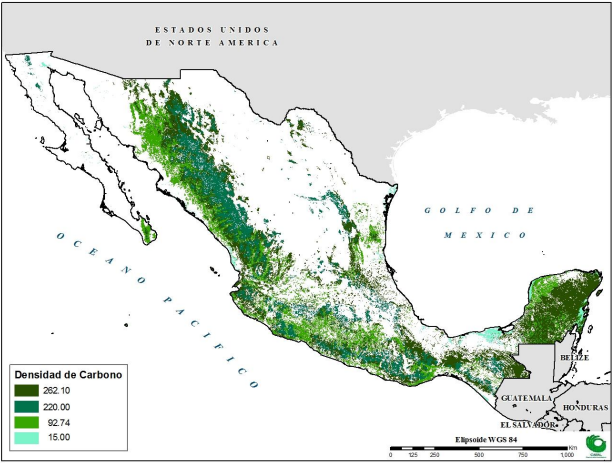 ESTADOS UNIDOS
DE NORTE AMERICA
GOLFO DE
MEXICO
OCEANO PACIFICO
BELIZE
GUATEMALA
HONDURAS
EL SALVADOR
Densidad de Carbono
262.10
220.00
92.74
15.00
Elipsoide WGS 84
Km
0 125 250 500 750 1,000